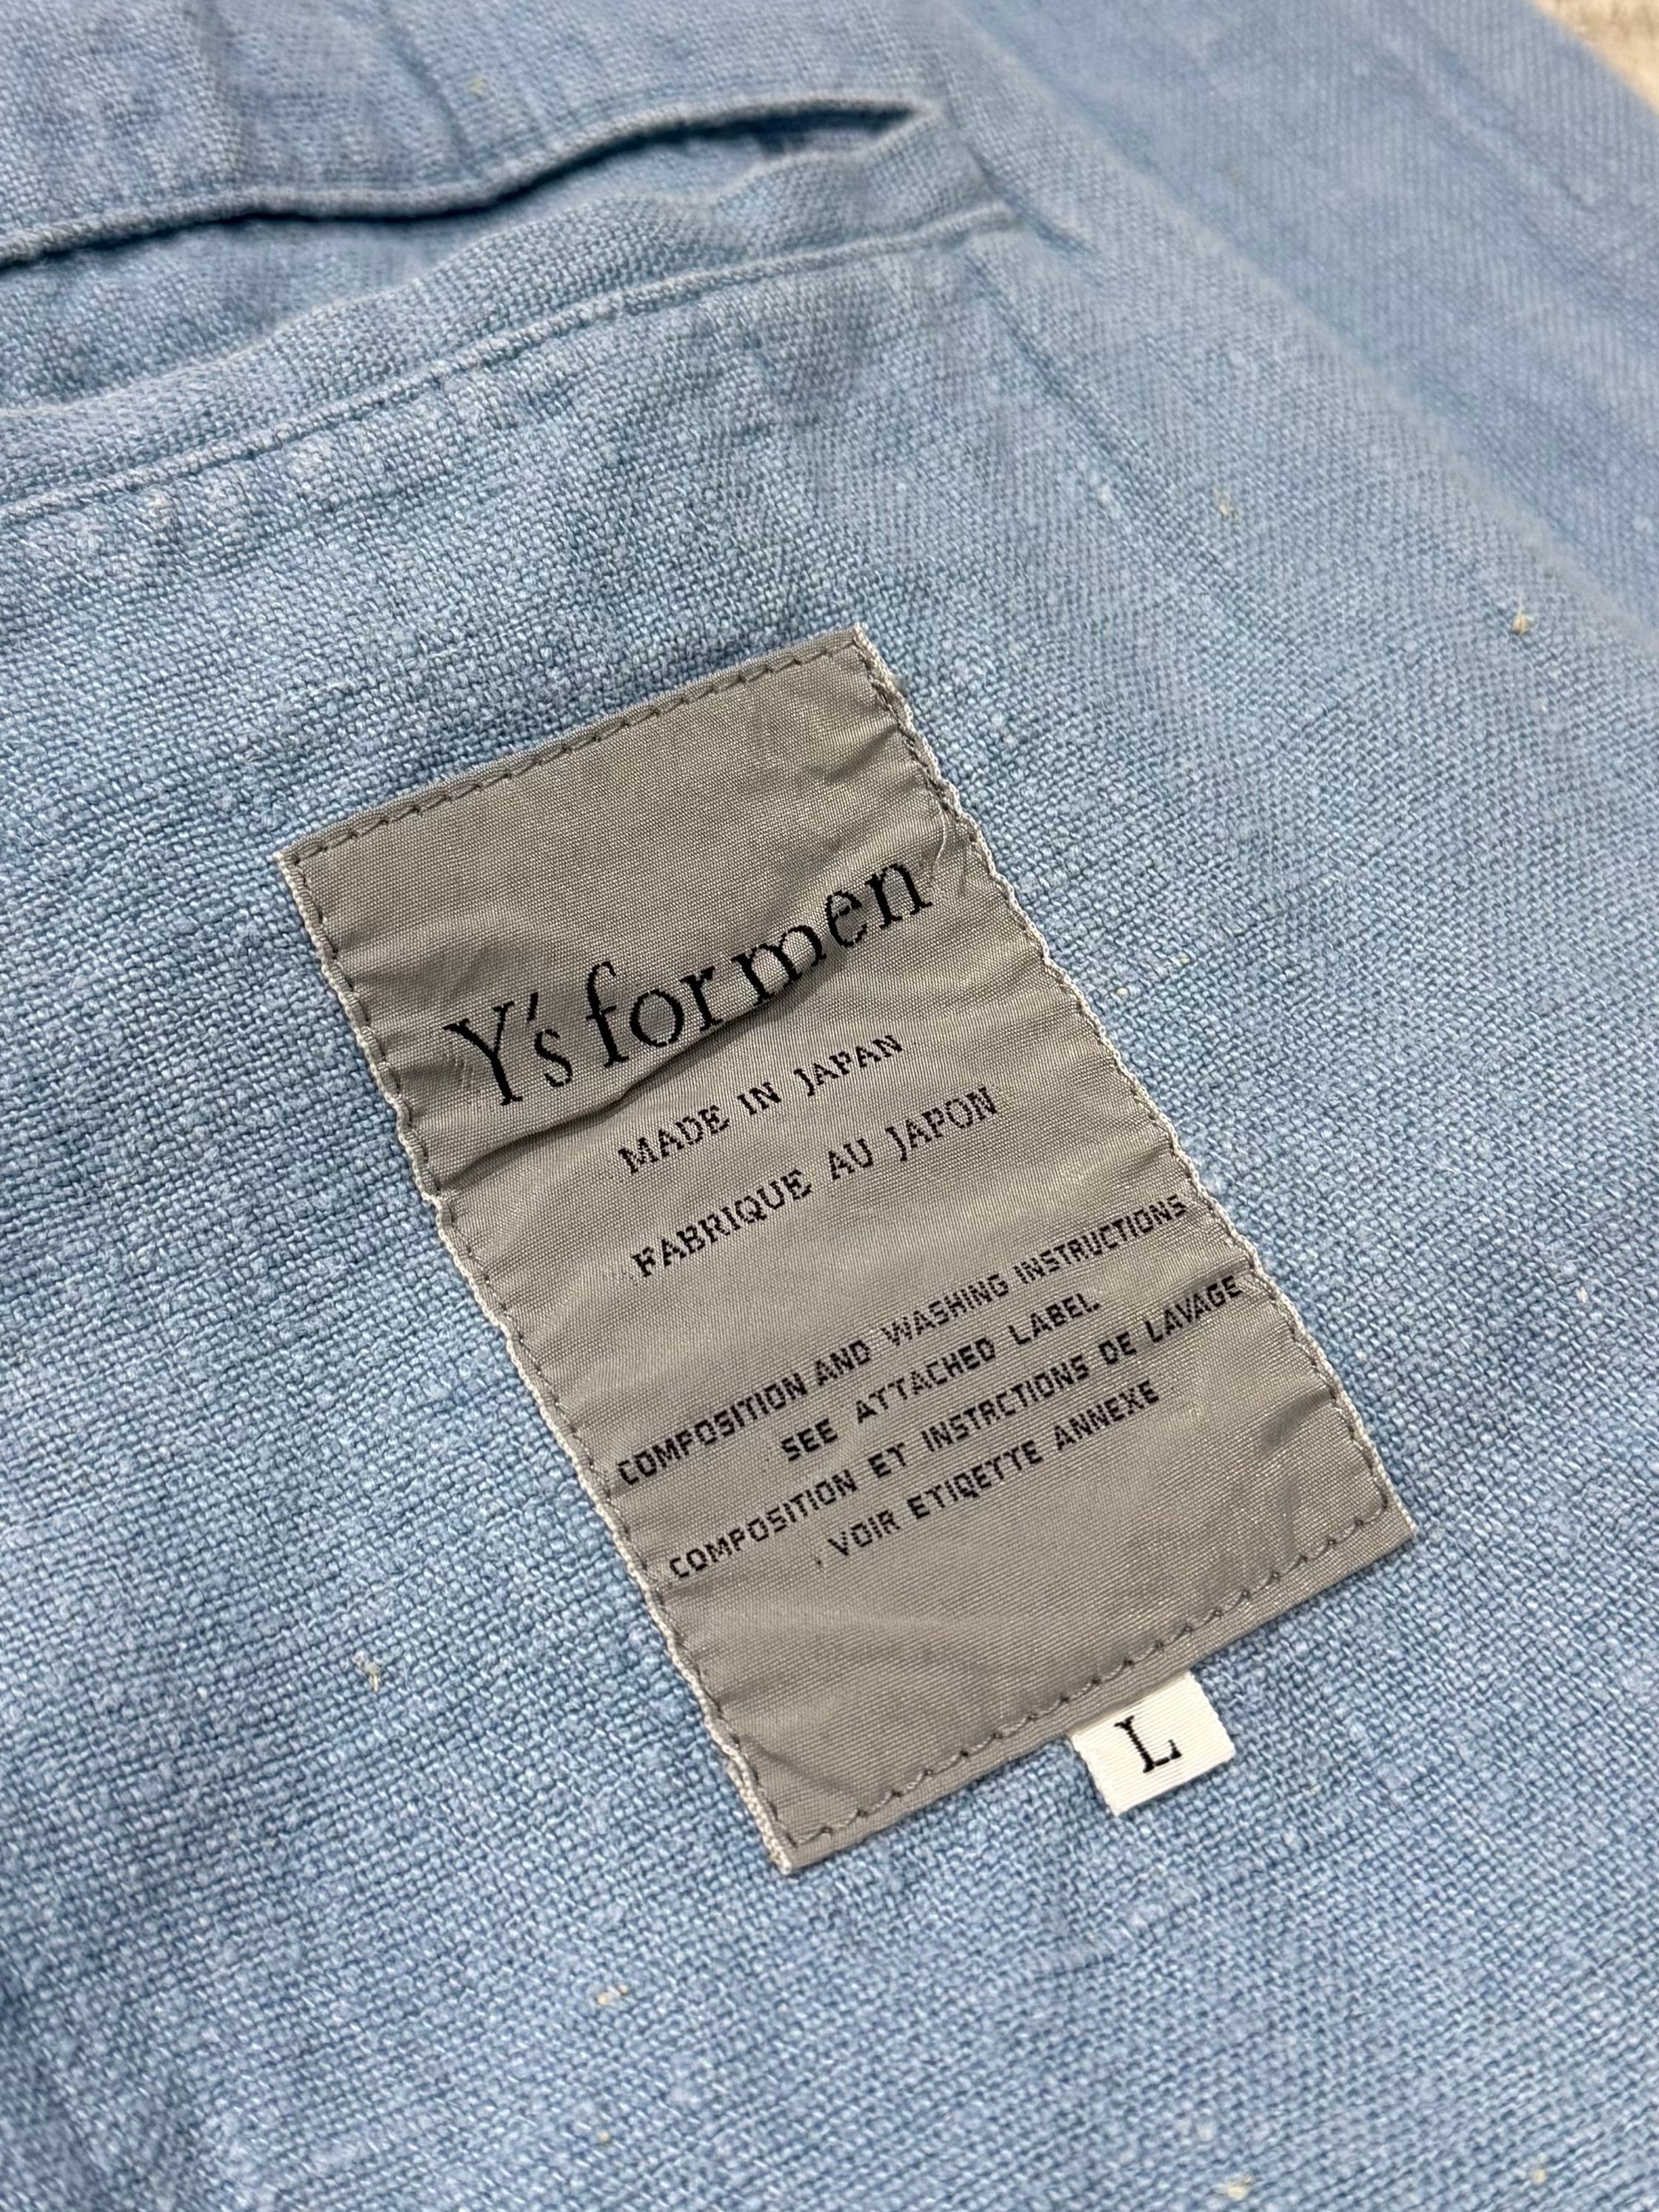 Y's for men
MADE IN JAPAN
FABRIQUE AU JAPON
COMPOSITION AND WASHING INSTRUCTIONS
SEE ATTACHED LABEL
COMPOSITION ET INSTRCTIONS DE LAVAGE
VOIR ETIQETTE ANNEXE
L